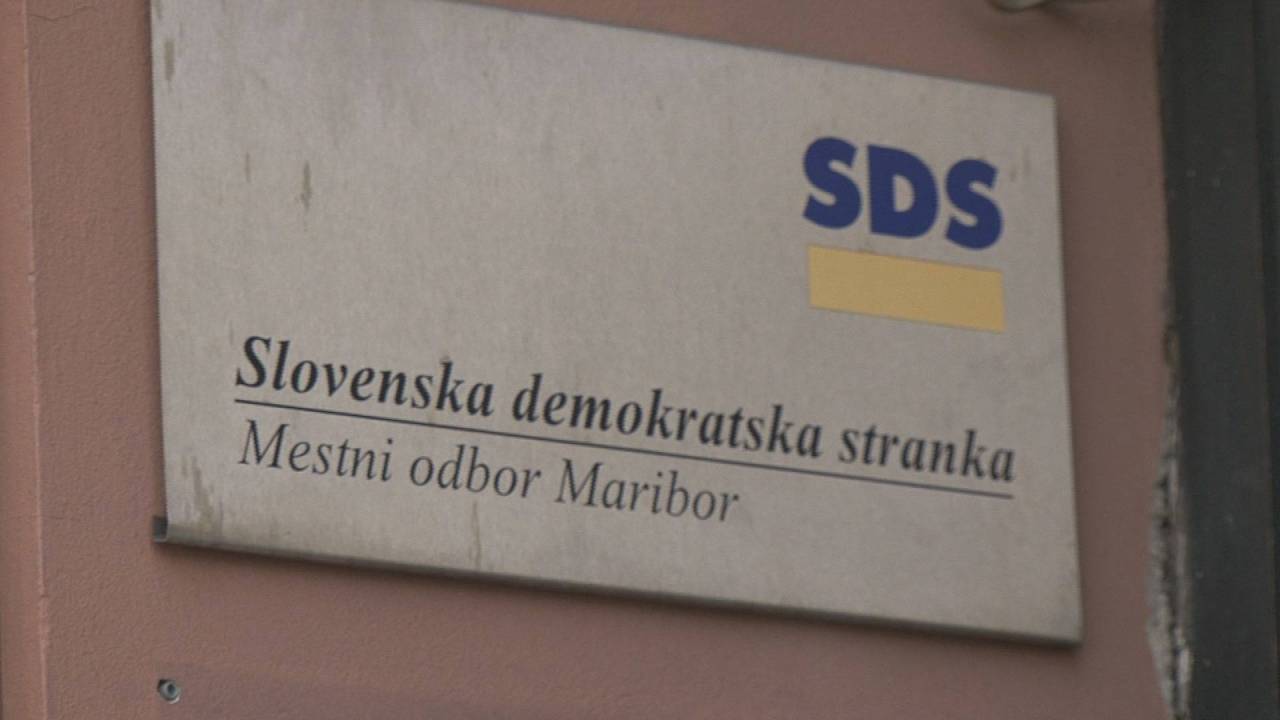 SDS
Slovenska demokratska stranka
Mestni odbor Maribor